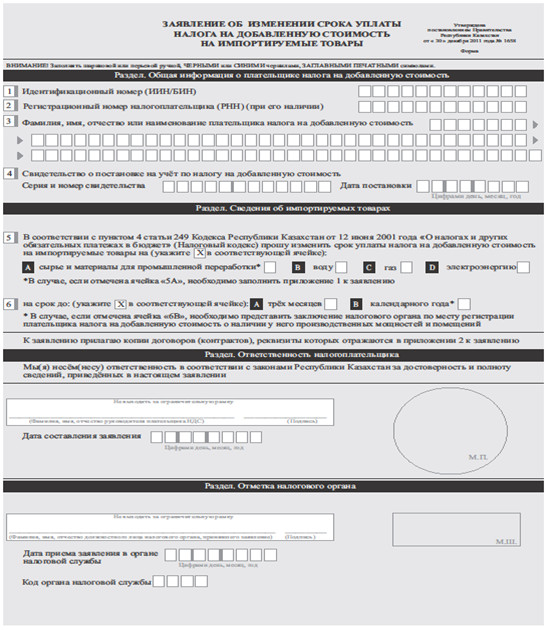 ЗАЯВЛЕНИЕ ОБ ИЗМЕНЕНИИ СРОКА УПЛАТЫ
НАЛОГА НА ДОБАВЛЕННУЮ СТОИМОСТЬ
НА ИМПОРТИРУЕМЫЕ ТОВАРЫ
Утверждена
постановлением Правительства
Республики Казахстан
от « 30 » декабря 2011 года № 1658
Форма
ВНИМАНИЕ! Заполнять шариковой или перьевой ручкой, ЧЕРНЫМИ или СИНИМИ чернилами, ЗАГЛАВНЫМИ ПЕЧАТНЫМИ символами.
Раздел. Общая информация о плательщике налога на добавленную стоимость
1 Идентификационный номер (ИИН/БИН)
2 Регистрационный номер налогоплательщика (РНН) (при его наличии)
3 Фамилия, имя, отчество или наименование плательщика налога на добавленную стоимость
4 Свидетельство о постановке на учёт по налогу на добавленную стоимость
Серия и номер свидетельства Дата постановки
Цифрами день, месяц, год
Раздел. Сведения об импортируемых товарах
5 В соответствии с пунктом 4 статьи 249 Кодекса Республики Казахстан от 12 июня 2001 года «О налогах и других
обязательных платежах в бюджет» (Налоговый кодекс) прошу изменить срок уплаты налога на добавленную стоимость
на импортируемые товары на (укажите X в соответствующей ячейке):
A сырье и материалы для промышленной переработки* B воду C газ D электроэнергию
*В случае, если отмечена ячейка «5А», необходимо заполнить приложение 1 к заявлению
6 на срок до: (укажите X в соответствующей ячейке): A трёх месяцев B календарного года*
* В случае, если отмечена ячейка «6В», необходимо представить заключение налогового органа по месту регистрации
плательщика налога на добавленную стоимость о наличии у него производственных мощностей и помещений
К заявлению прилагаю копии договоров (контрактов), реквизиты которых отражаются в приложении 2 к заявлению
Раздел. Ответственность налогоплательщика
Мы(я) несём(несу) ответственность в соответствии с законами Республики Казахстан за достоверность и полноту
сведений, приведённых в настоящем заявлении
Не выходить за ограничительную рамку
(Фамилия, имя, отчество руководителя плательщика НДС) (Подпись)
Дата составления заявления
Цифрами день, месяц, год
М.П.
Раздел. Отметка налогового органа
Не выходить за ограничительную рамку
(Фамилия, имя, отчество должностного лица налогового органа, принявшего заявление) (Подпись)
М.Ш.
Дата приема заявления в органе
налоговой службы
Цифрами день, месяц, год
Код органа налоговой службы